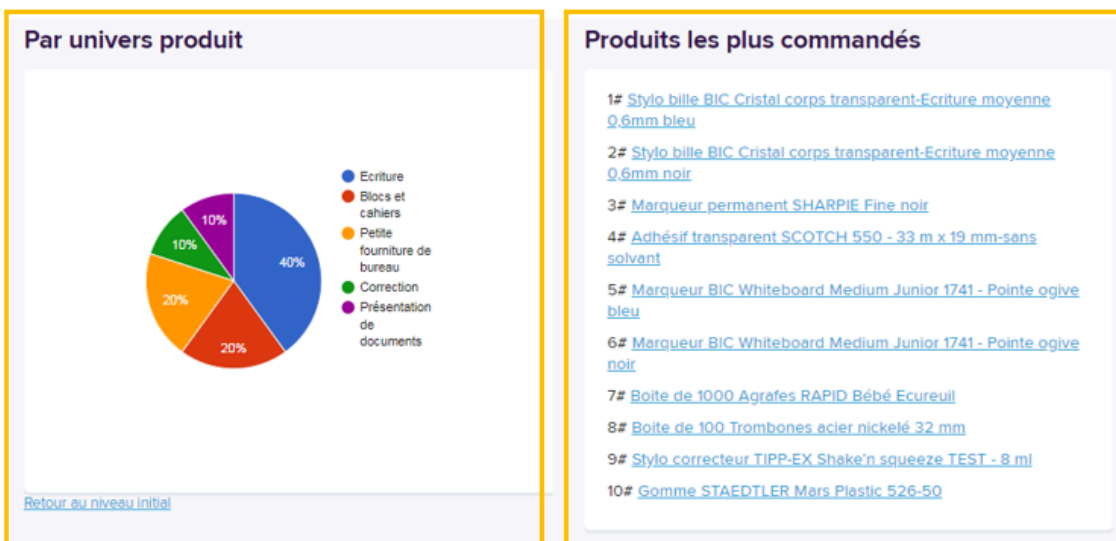 Par univers produit
40%
20%
20%
10%
10%
Ecriture
Blocs et
cahiers
Petite
fourniture de
bureau
Correction
Présentation
de
documents
Retour au niveau initial
Produits les plus commandés
1# Stylo bille BIC Cristal corps transparent-Ecriture moyenne
0,6mm bleu
2# Stylo bille BIC Cristal corps transparent-Ecriture moyenne
0,6mm noir
3# Marqueur permanent SHARPIE Fine noir
4# Adhésif transparent SCOTCH 550 - 33 m x 19 mm-sans
solvant
5# Marqueur BIC Whiteboard Medium Junior 1741 - Pointe ogive
bleu
6# Marqueur BIC Whiteboard Medium Junior 1741 - Pointe ogive
noir
7# Boite de 1000 Agrafes RAPID Bébé Ecureuil
8# Boite de 100 Trombones acier nickelé 32 mm
9# Stylo correcteur TIPP-EX Shake'n squeeze TEST - 8 ml
10# Gomme STAEDTLER Mars Plastic 526-50